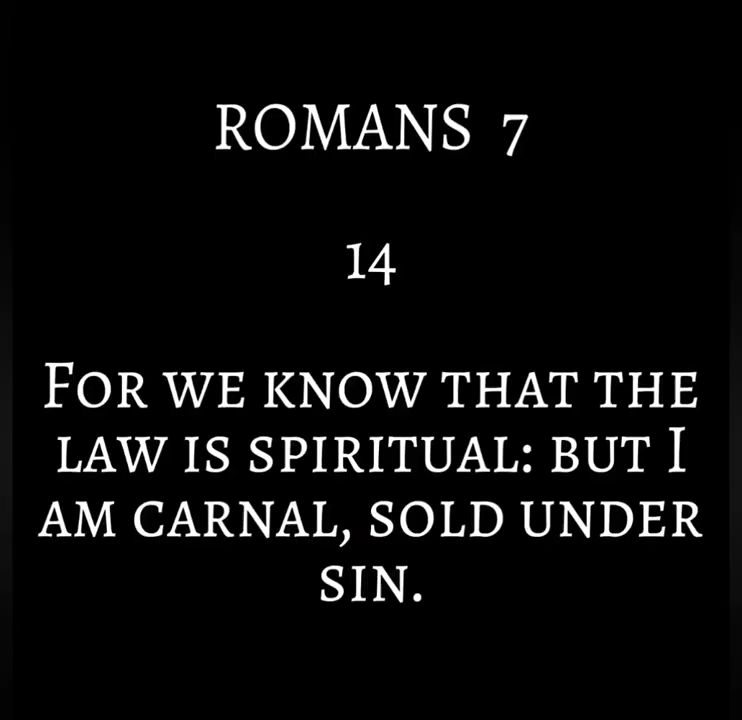 ROMANS 7
14
FOR WE KNOW THAT THE
LAW IS SPIRITUAL: BUT I
AM CARNAL, SOLD UNDER
SIN.